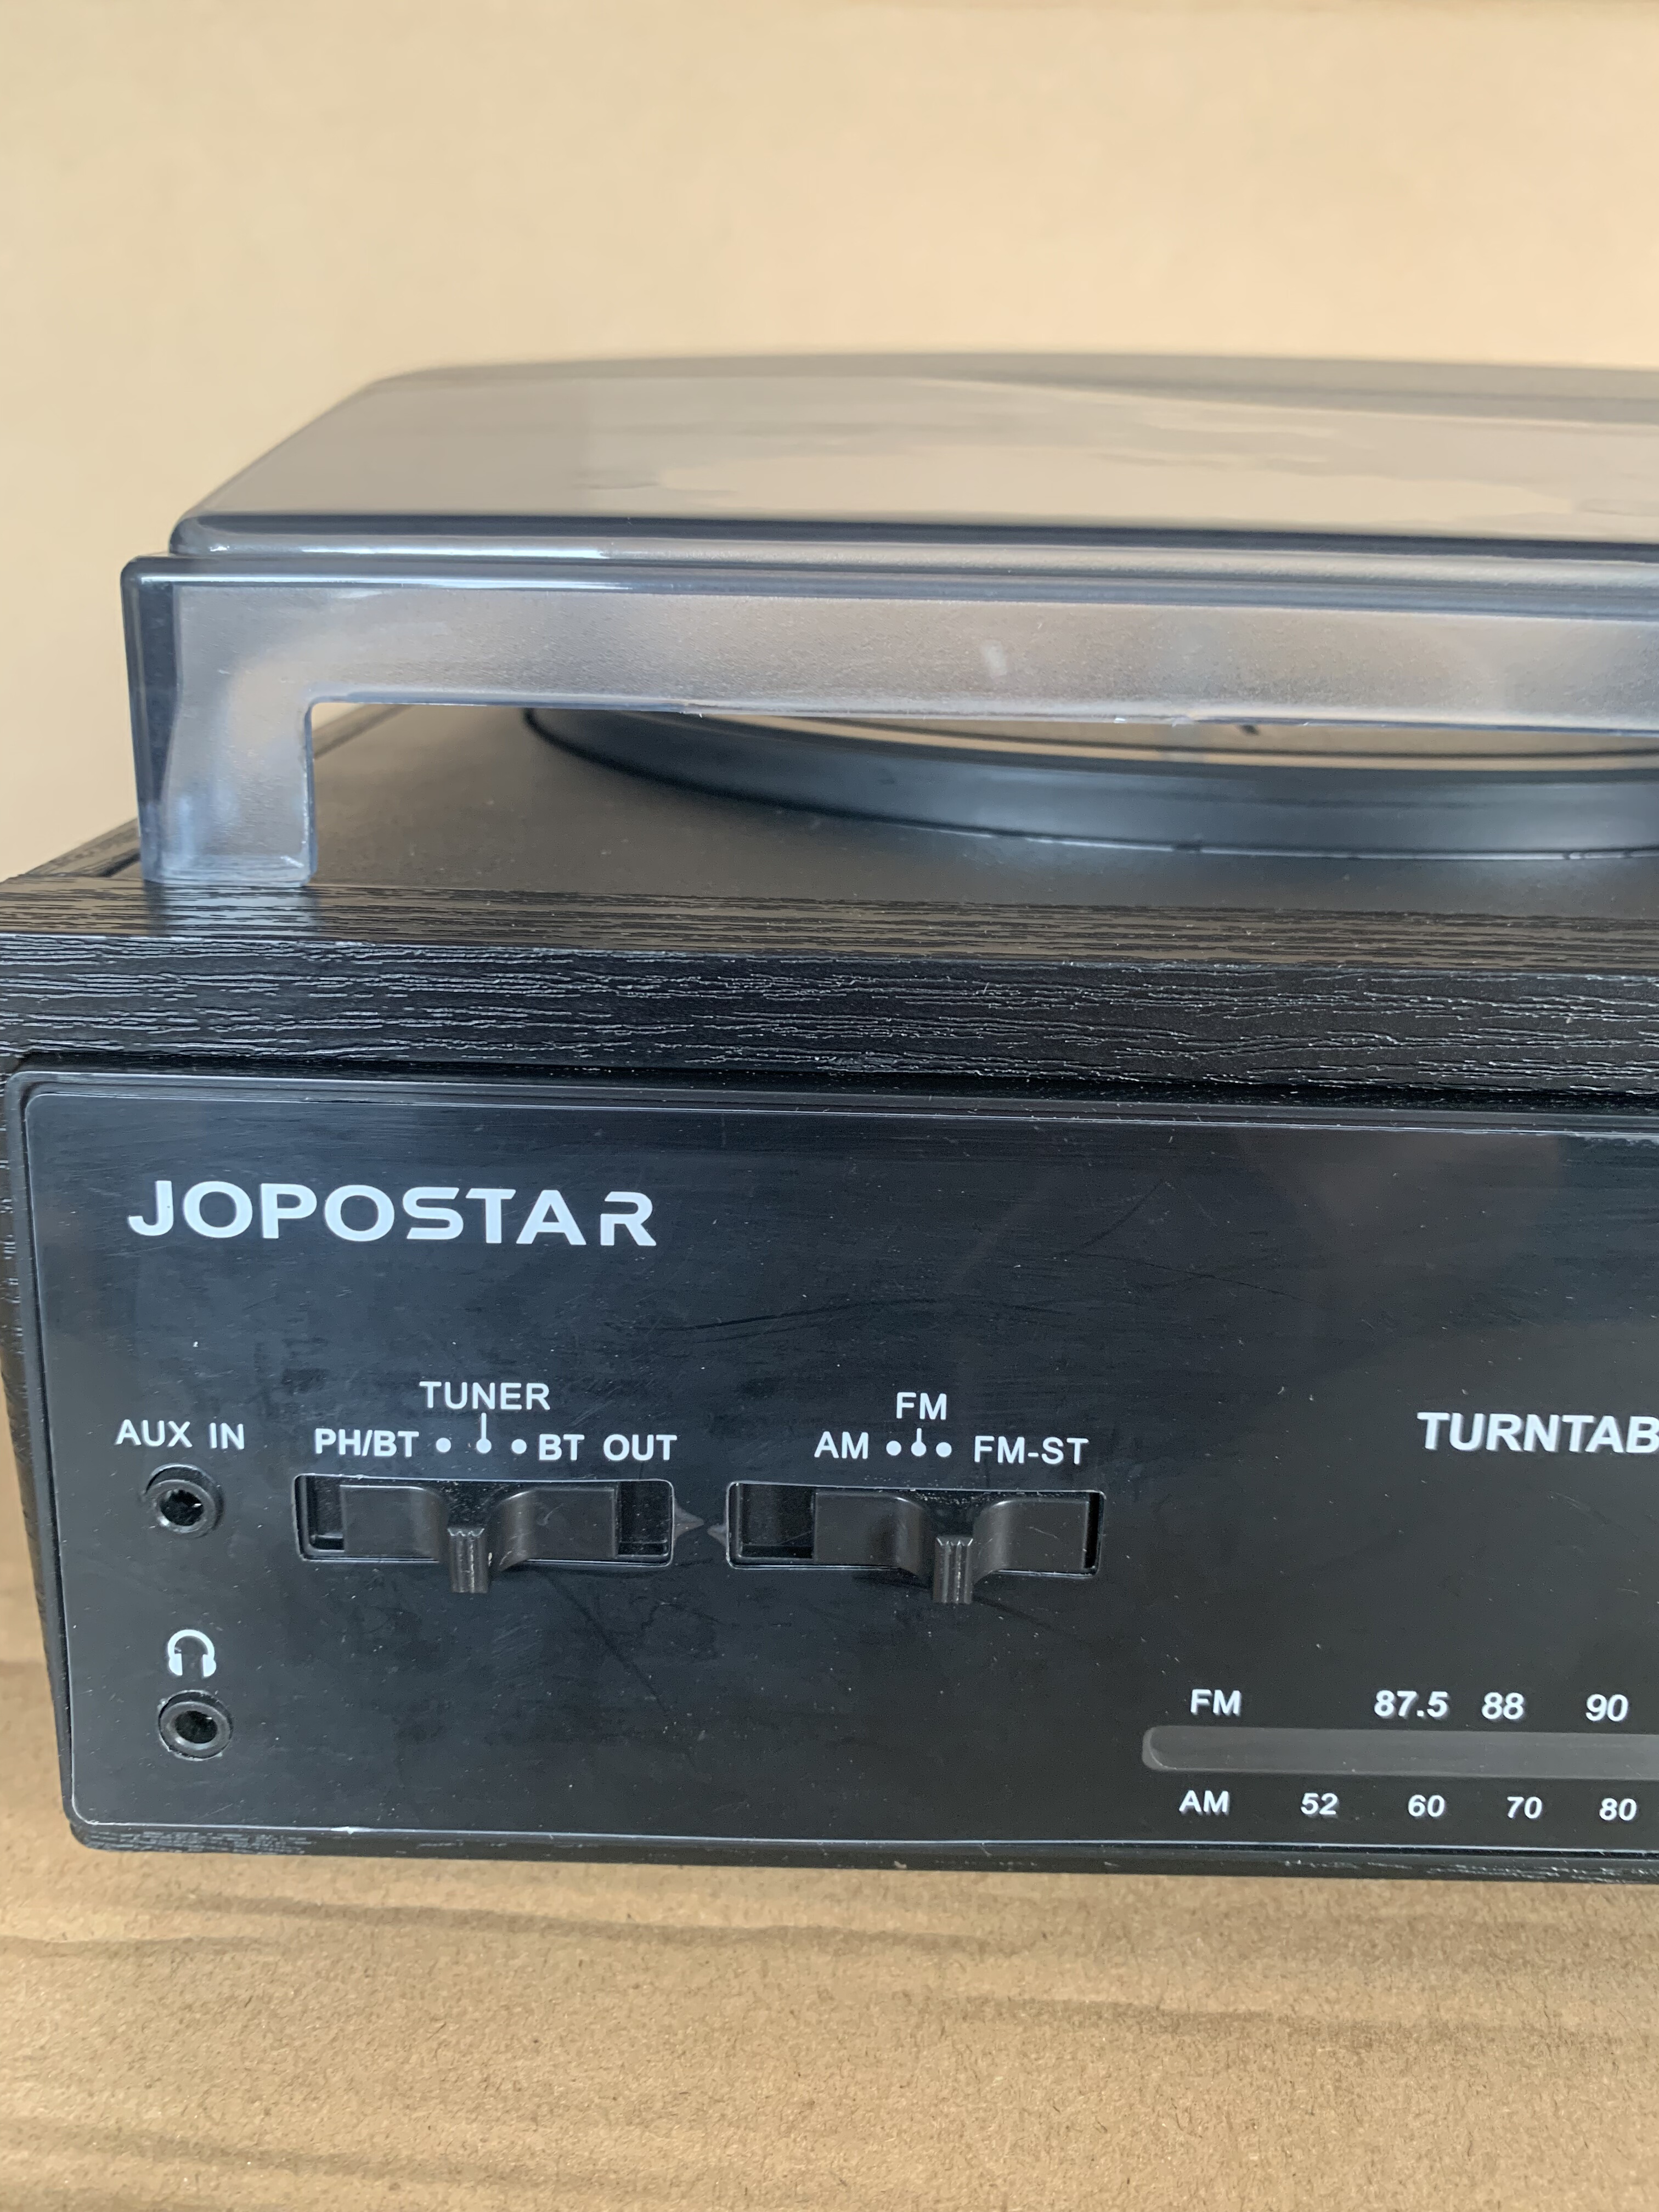 JOPOSTAR
TUNER
AUX IN
PH/BT
BT OUT
FM
AM
FM-ST
TURNTAB
FM 87.5 88 90
AM 52 60 70 80